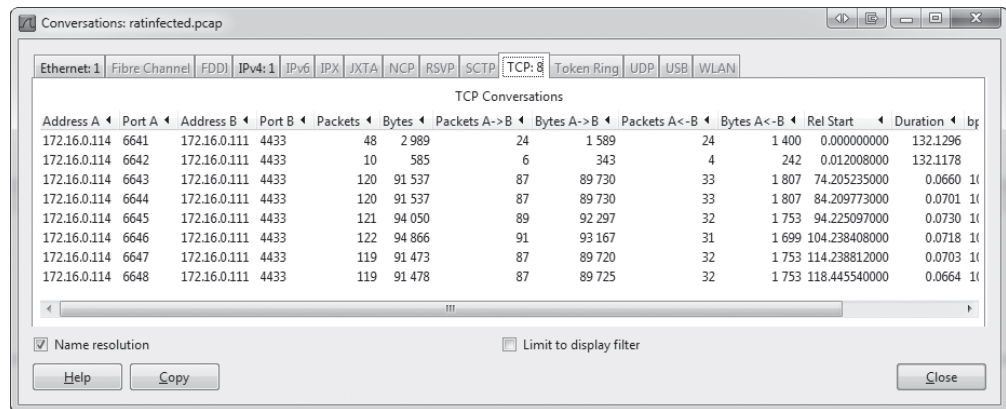 Conversations: ratinfected.pcap
Ethernet: 1 Fibre Channel FDDI IPv4: 1 IPv6 IPX JXTA NCP RSVP SCTP TCP: 8 Token Ring UDP USB WLAN
TCP Conversations
Address A Port A Address B Port B Packets Bytes Packets A->B Bytes A->B Packets A<-B Bytes A<-B Rel Start Duration bp
172.16.0.114 6641 172.16.0.111 4433 48 2 989 24 1 589 24 1 400 0.000000000 132.1296
172.16.0.114 6642 172.16.0.111 4433 10 585 6 343 4 242 0.012008000 132.1178
172.16.0.114 6643 172.16.0.111 4433 120 91 537 87 89 730 33 1 807 74.205235000 0.0660 10
172.16.0.114 6644 172.16.0.111 4433 120 91 537 87 89 730 33 1 807 84.209773000 0.0701 10
172.16.0.114 6645 172.16.0.111 4433 121 94 050 89 92 297 32 1 753 94.225097000 0.0730 10
172.16.0.114 6646 172.16.0.111 4433 122 94 866 91 93 167 31 1 699 104.238408000 0.0718 10
172.16.0.114 6647 172.16.0.111 4433 119 91 473 87 89 720 32 1 753 114.238812000 0.0703 10
172.16.0.114 6648 172.16.0.111 4433 119 91 478 87 89 725 32 1 753 118.445540000 0.0664 10
Name resolution Limit to display filter
Help Copy Close